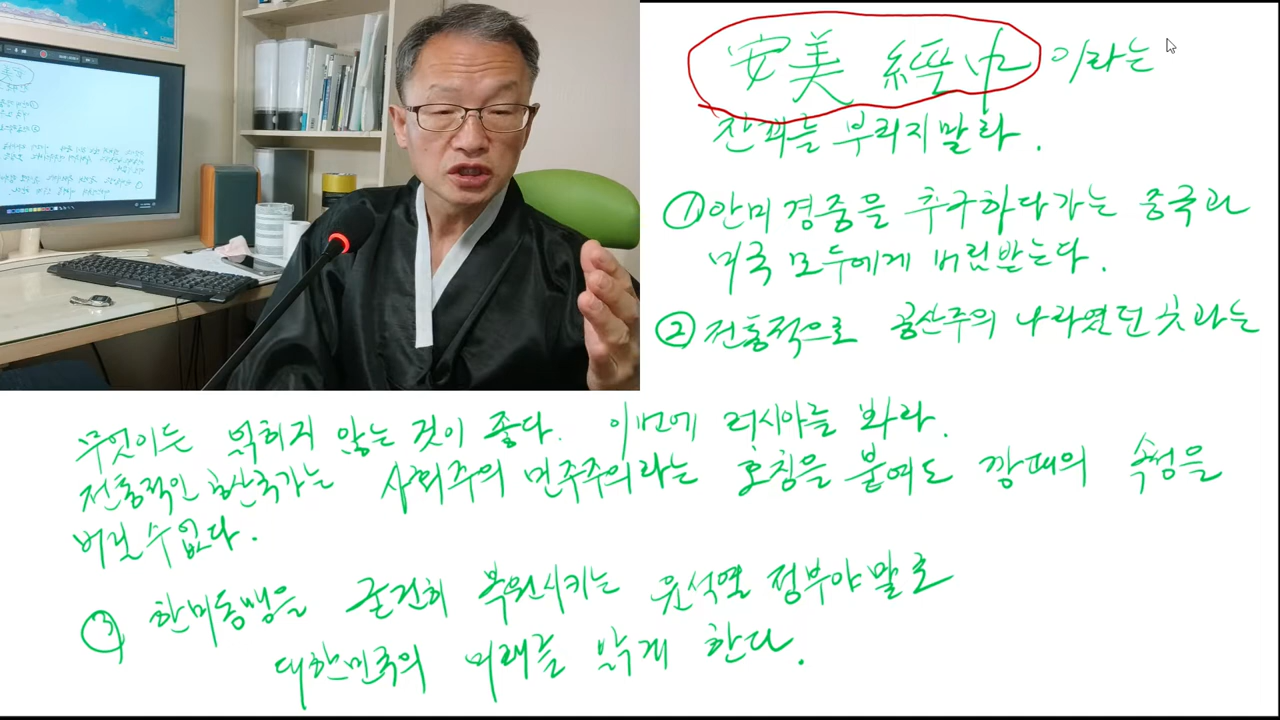 安美 經中 이라는
잔꾀를 부리지말라.
① 안미경중을 추구하다가는 중국과
미국 모두에게 버림받는다.
② 전통적으로 공산주의 나라였던 곳과는
무엇이든 얽히지 않는 것이 좋다. 이번에 러시아를 봐라.
전통적인 공산국가는 사회주의 민주주의라는 호칭을 붙여도 깡패의 속성을
버릴 수 없다.
③ 한미동맹을 굳건히 복원시키는 윤석열 정부야말로
대한민국의 미래를 밝게 한다.